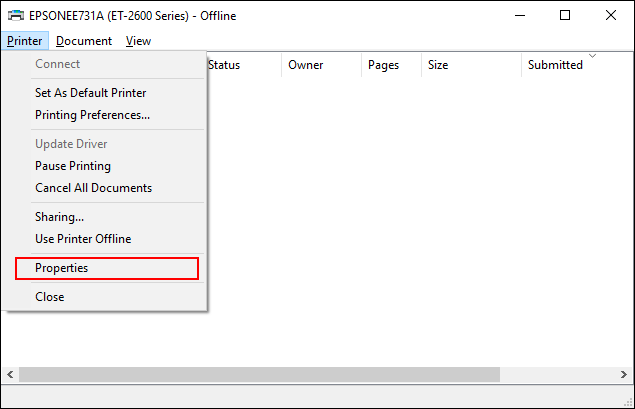 EPSONEE731A (ET-2600 Series) - Offline
Printer Document View
Status Owner Pages Size Submitted
Connect
Set As Default Printer
Printing Preferences...
Update Driver
Pause Printing
Cancel All Documents
Sharing...
Use Printer Offline
Properties
Close